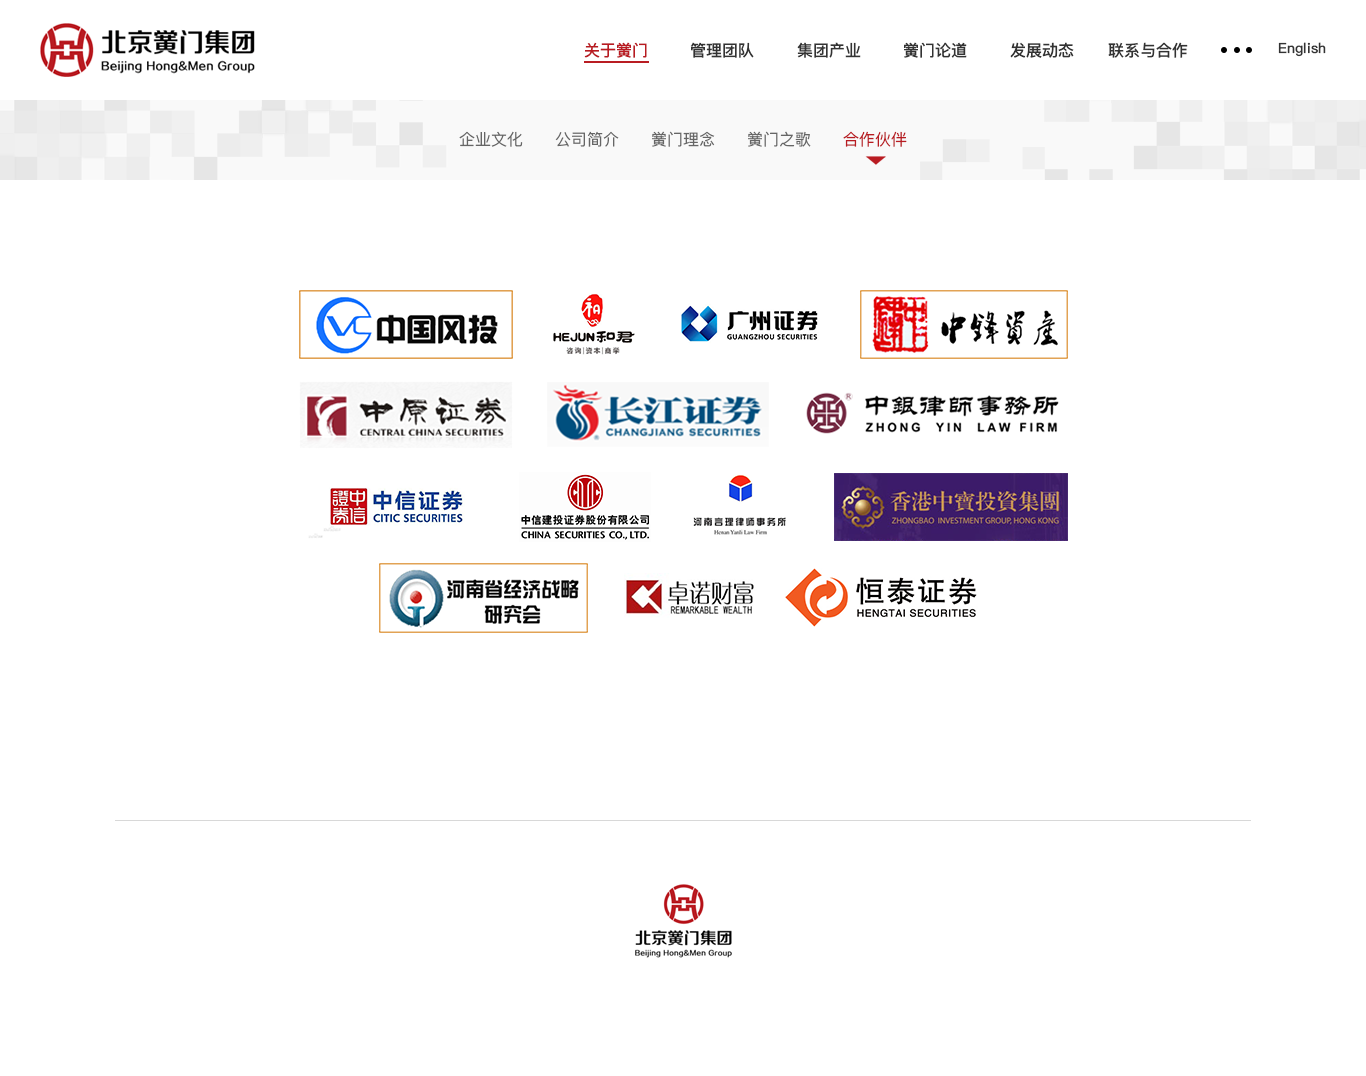 北京黉门集团
Beijing Hong&Men Group
关于黉门 管理团队 集团产业 黉门论道 发展动态 联系与合作 ••• English
企业文化 公司简介 黉门理念 黉门之歌 合作伙伴
VC 中国风投
和
HEJUN和君
咨询|资本|商学
广州证券
GUANGZHOU SECURITIES
中鋒資產
中原证券
CENTRAL CHINA SECURITIES
长江证券
CHANGJIANG SECURITIES
中銀律師事務所
ZHONG YIN LAW FIRM
中信證券
中信证券
CITIC SECURITIES
中信建投证券股份有限公司
CHINA SECURITIES CO., LTD.
河南言理律师事务所
Henan Yanli Law Firm
香港中寶投資集團
ZHONGBAO INVESTMENT GROUP, HONG KONG
河南省经济战略
研究会
卓诺财富
REMARKABLE WEALTH
恒泰证券
HENGTAI SECURITIES
北京黉门集团
Beijing Hong&Men Group